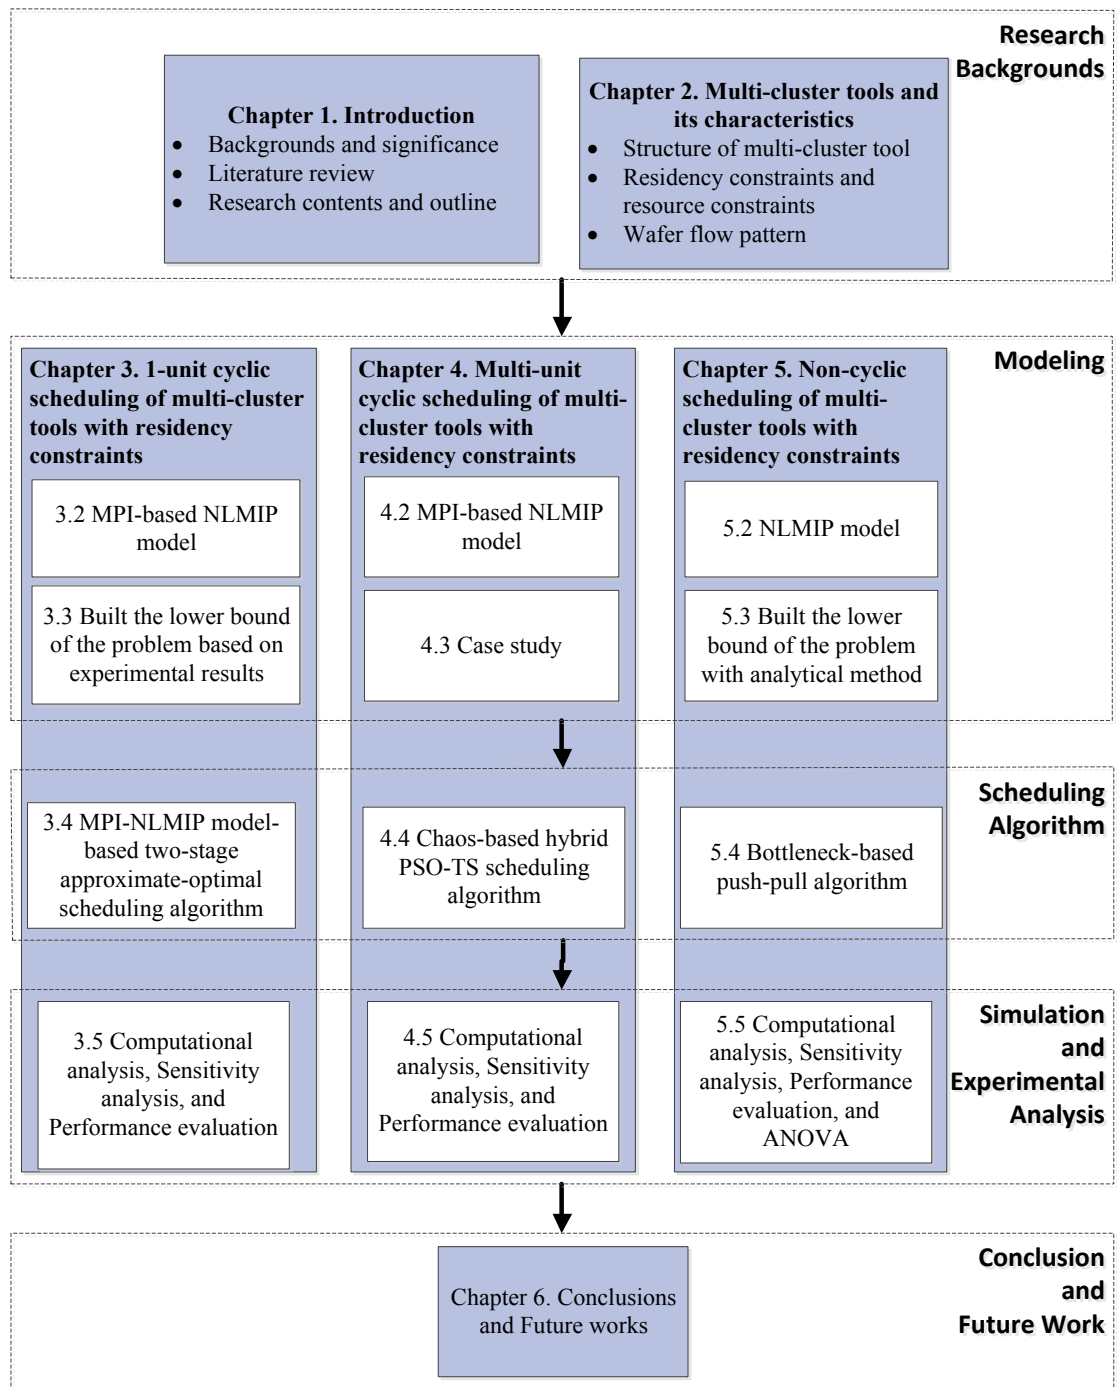 Research
Backgrounds
Chapter 1. Introduction
• Backgrounds and significance
• Literature review
• Research contents and outline
Chapter 2. Multi-cluster tools and
its characteristics
• Structure of multi-cluster tool
• Residency constraints and
resource constraints
• Wafer flow pattern
Modeling
Chapter 3. 1-unit cyclic
scheduling of multi-cluster
tools with residency
constraints
3.2 MPI-based NLMIP
model
3.3 Built the lower bound
of the problem based on
experimental results
Chapter 4. Multi-unit
cyclic scheduling of multi-
cluster tools with
residency constraints
4.2 MPI-based NLMIP
model
4.3 Case study
Chapter 5. Non-cyclic
scheduling of multi-
cluster tools with
residency constraints
5.2 NLMIP model
5.3 Built the lower
bound of the problem
with analytical method
Scheduling
Algorithm
3.4 MPI-NLMIP model-
based two-stage
approximate-optimal
scheduling algorithm
4.4 Chaos-based hybrid
PSO-TS scheduling
algorithm
5.4 Bottleneck-based
push-pull algorithm
Simulation
and
Experimental
Analysis
3.5 Computational
analysis, Sensitivity
analysis, and
Performance evaluation
4.5 Computational
analysis, Sensitivity
analysis, and
Performance evaluation
5.5 Computational
analysis, Sensitivity
analysis, Performance
evaluation, and
ANOVA
Conclusion
and
Future Work
Chapter 6. Conclusions
and Future works